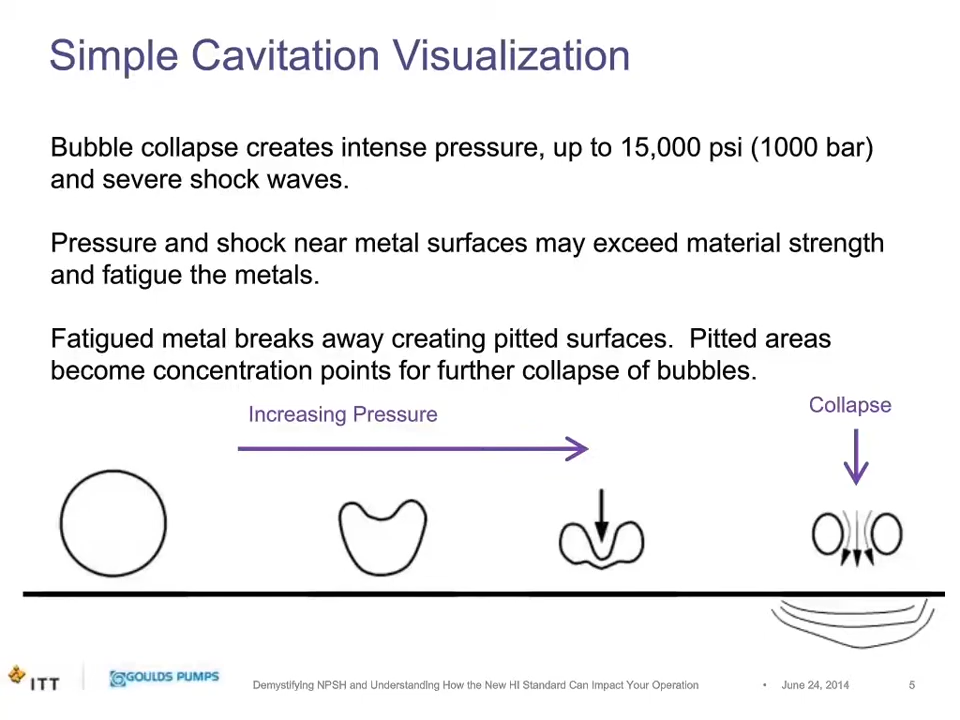 Simple Cavitation Visualization
Bubble collapse creates intense pressure, up to 15,000 psi (1000 bar)
and severe shock waves.
Pressure and shock near metal surfaces may exceed material strength
and fatigue the metals.
Fatigued metal breaks away creating pitted surfaces.  Pitted areas
become concentration points for further collapse of bubbles.
Increasing Pressure
Collapse
ITT
GOULDS PUMPS
Demystifying NPSH and Understanding How the New HI Standard Can Impact Your Operation
• June 24, 2014
5